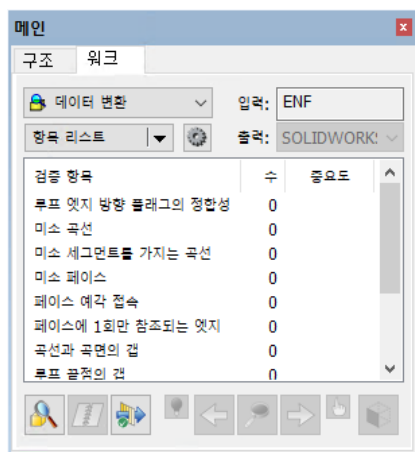 메인
구조 워크
데이터 변환 입력: ENF
항목 리스트 출력: SOLIDWORKS
검증 항목 수 중요도
루프 엣지 방향 플래그의 정합성 0
미소 곡선 0
미소 세그먼트를 가지는 곡선 0
미소 페이스 0
페이스 예각 접속 0
페이스에 1회만 참조되는 엣지 0
곡선과 곡면의 갭 0
루프 끝점의 갭 0